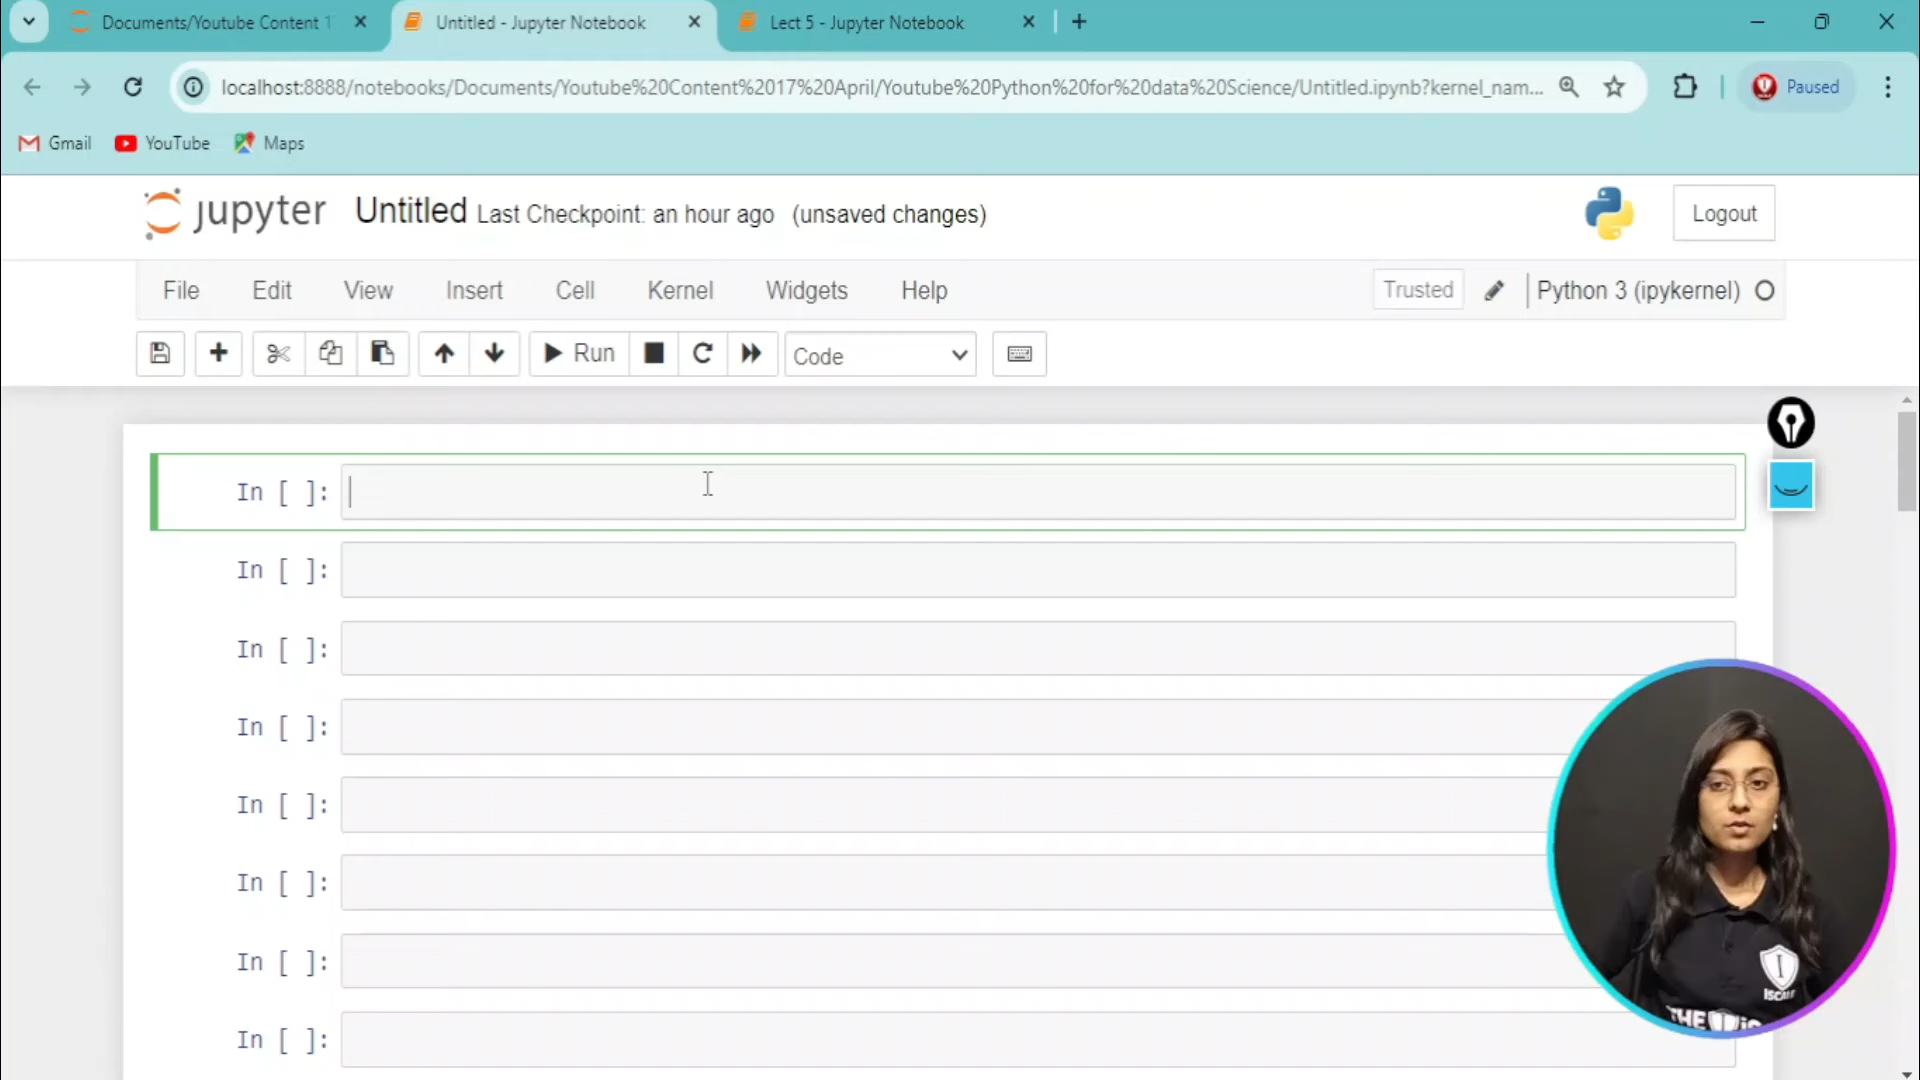 Documents/Youtube Content 1
Untitled - Jupyter Notebook
Lect 5 - Jupyter Notebook
localhost:8888/notebooks/Documents/Youtube%20Content%2017%20April/Youtube%20Python%20for%20data%20Science/Untitled.ipynb?kernel_nam...
Paused
Gmail
YouTube
Maps
jupyter Untitled Last Checkpoint: an hour ago (unsaved changes)
Logout
File Edit View Insert Cell Kernel Widgets Help
Trusted
Python 3 (ipykernel)
Run
Code
In [ ]:
In [ ]:
In [ ]:
In [ ]:
In [ ]:
In [ ]:
In [ ]:
In [ ]:
THE